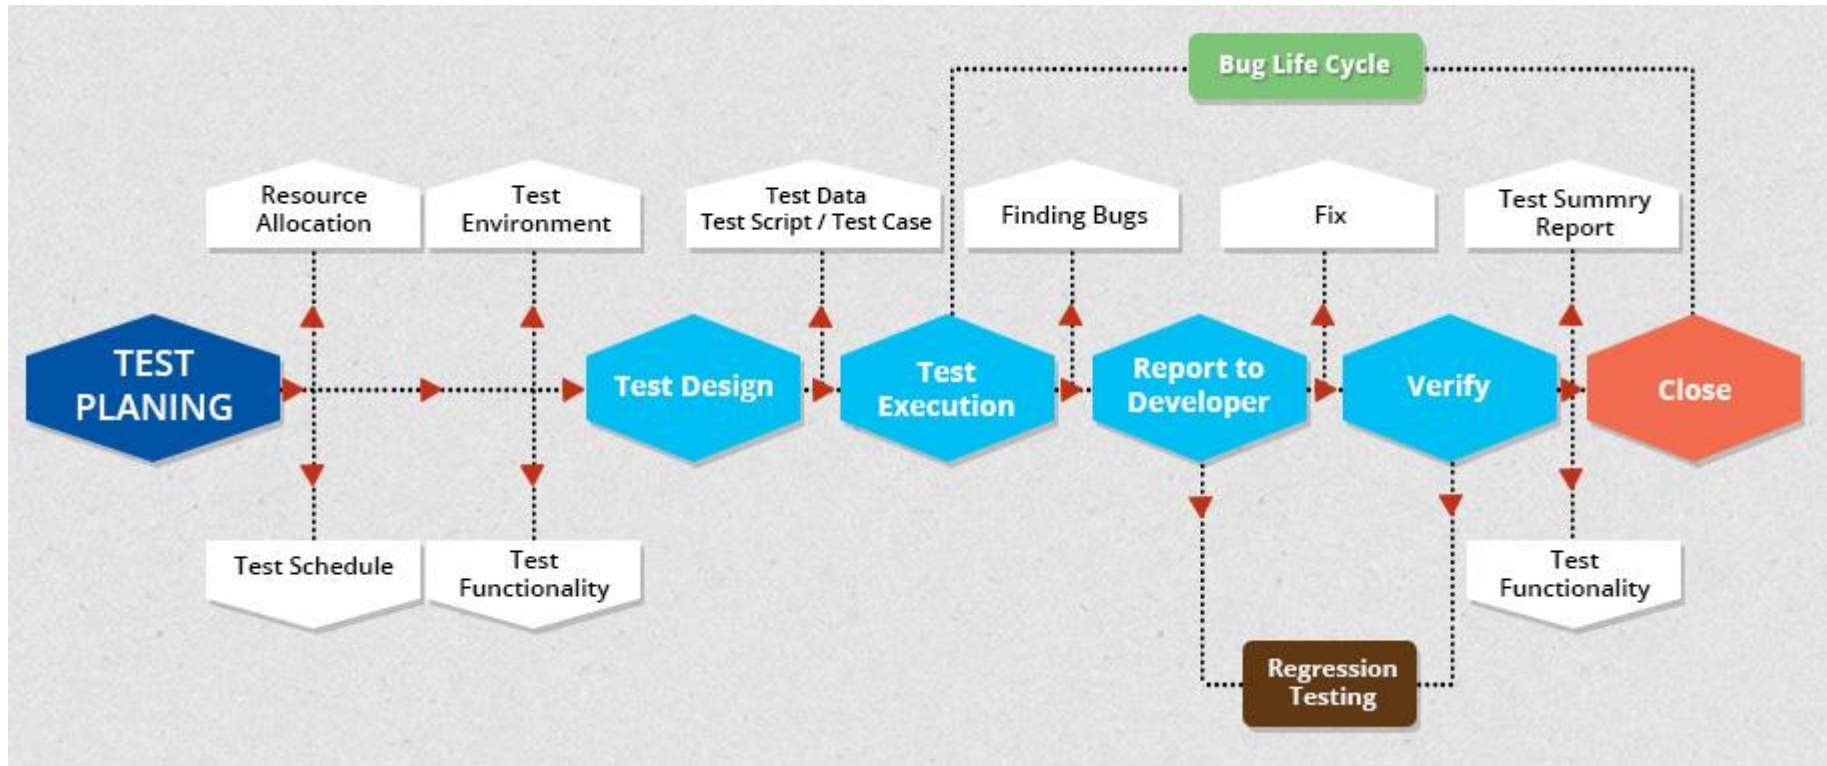 Bug Life Cycle
Resource
Allocation
Test
Environment
Test Data
Test Script / Test Case
Finding Bugs
Fix
Test Summry
Report
TEST
PLANING
Test Design
Test
Execution
Report to
Developer
Verify
Close
Test Schedule
Test
Functionality
Test
Functionality
Regression
Testing